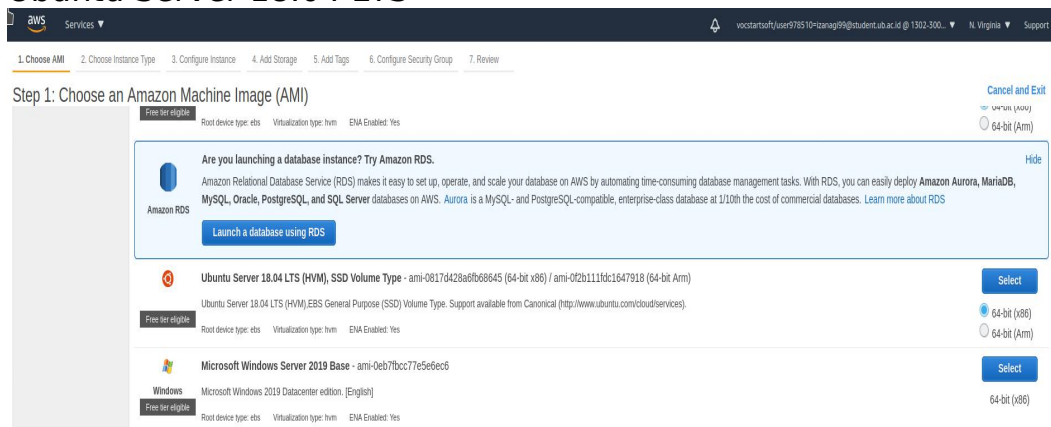 Ubuntu Server 18.04 LTS
aws Services ▼ vocstartsoft/user978510=izanagi99@student.ub.ac.id @ 1302-300... ▼ N. Virginia ▼ Support
1. Choose AMI 2. Choose Instance Type 3. Configure Instance 4. Add Storage 5. Add Tags 6. Configure Security Group 7. Review
Step 1: Choose an Amazon Machine Image (AMI) Cancel and Exit
Free tier eligible Root device type: ebs Virtualization type: hvm ENA Enabled: Yes 64-bit (x86)
64-bit (Arm)
Are you launching a database instance? Try Amazon RDS. Hide
Amazon Relational Database Service (RDS) makes it easy to set up, operate, and scale your database on AWS by automating time-consuming database management tasks. With RDS, you can easily deploy Amazon Aurora, MariaDB,
MySQL, Oracle, PostgreSQL, and SQL Server databases on AWS. Aurora is a MySQL- and PostgreSQL-compatible, enterprise-class database at 1/10th the cost of commercial databases. Learn more about RDS
Amazon RDS
Launch a database using RDS
Ubuntu Server 18.04 LTS (HVM), SSD Volume Type - ami-0817d428a6fb68645 (64-bit x86) / ami-0f2b111fdc1647918 (64-bit Arm) Select
Ubuntu Server 18.04 LTS (HVM),EBS General Purpose (SSD) Volume Type. Support available from Canonical (http://www.ubuntu.com/cloud/services).
64-bit (x86)
Free tier eligible Root device type: ebs Virtualization type: hvm ENA Enabled: Yes 64-bit (Arm)
Microsoft Windows Server 2019 Base - ami-0eb7fbcc77e5e6ec6 Select
Windows Microsoft Windows 2019 Datacenter edition. [English] 64-bit (x86)
Free tier eligible
Root device type: ebs Virtualization type: hvm ENA Enabled: Yes